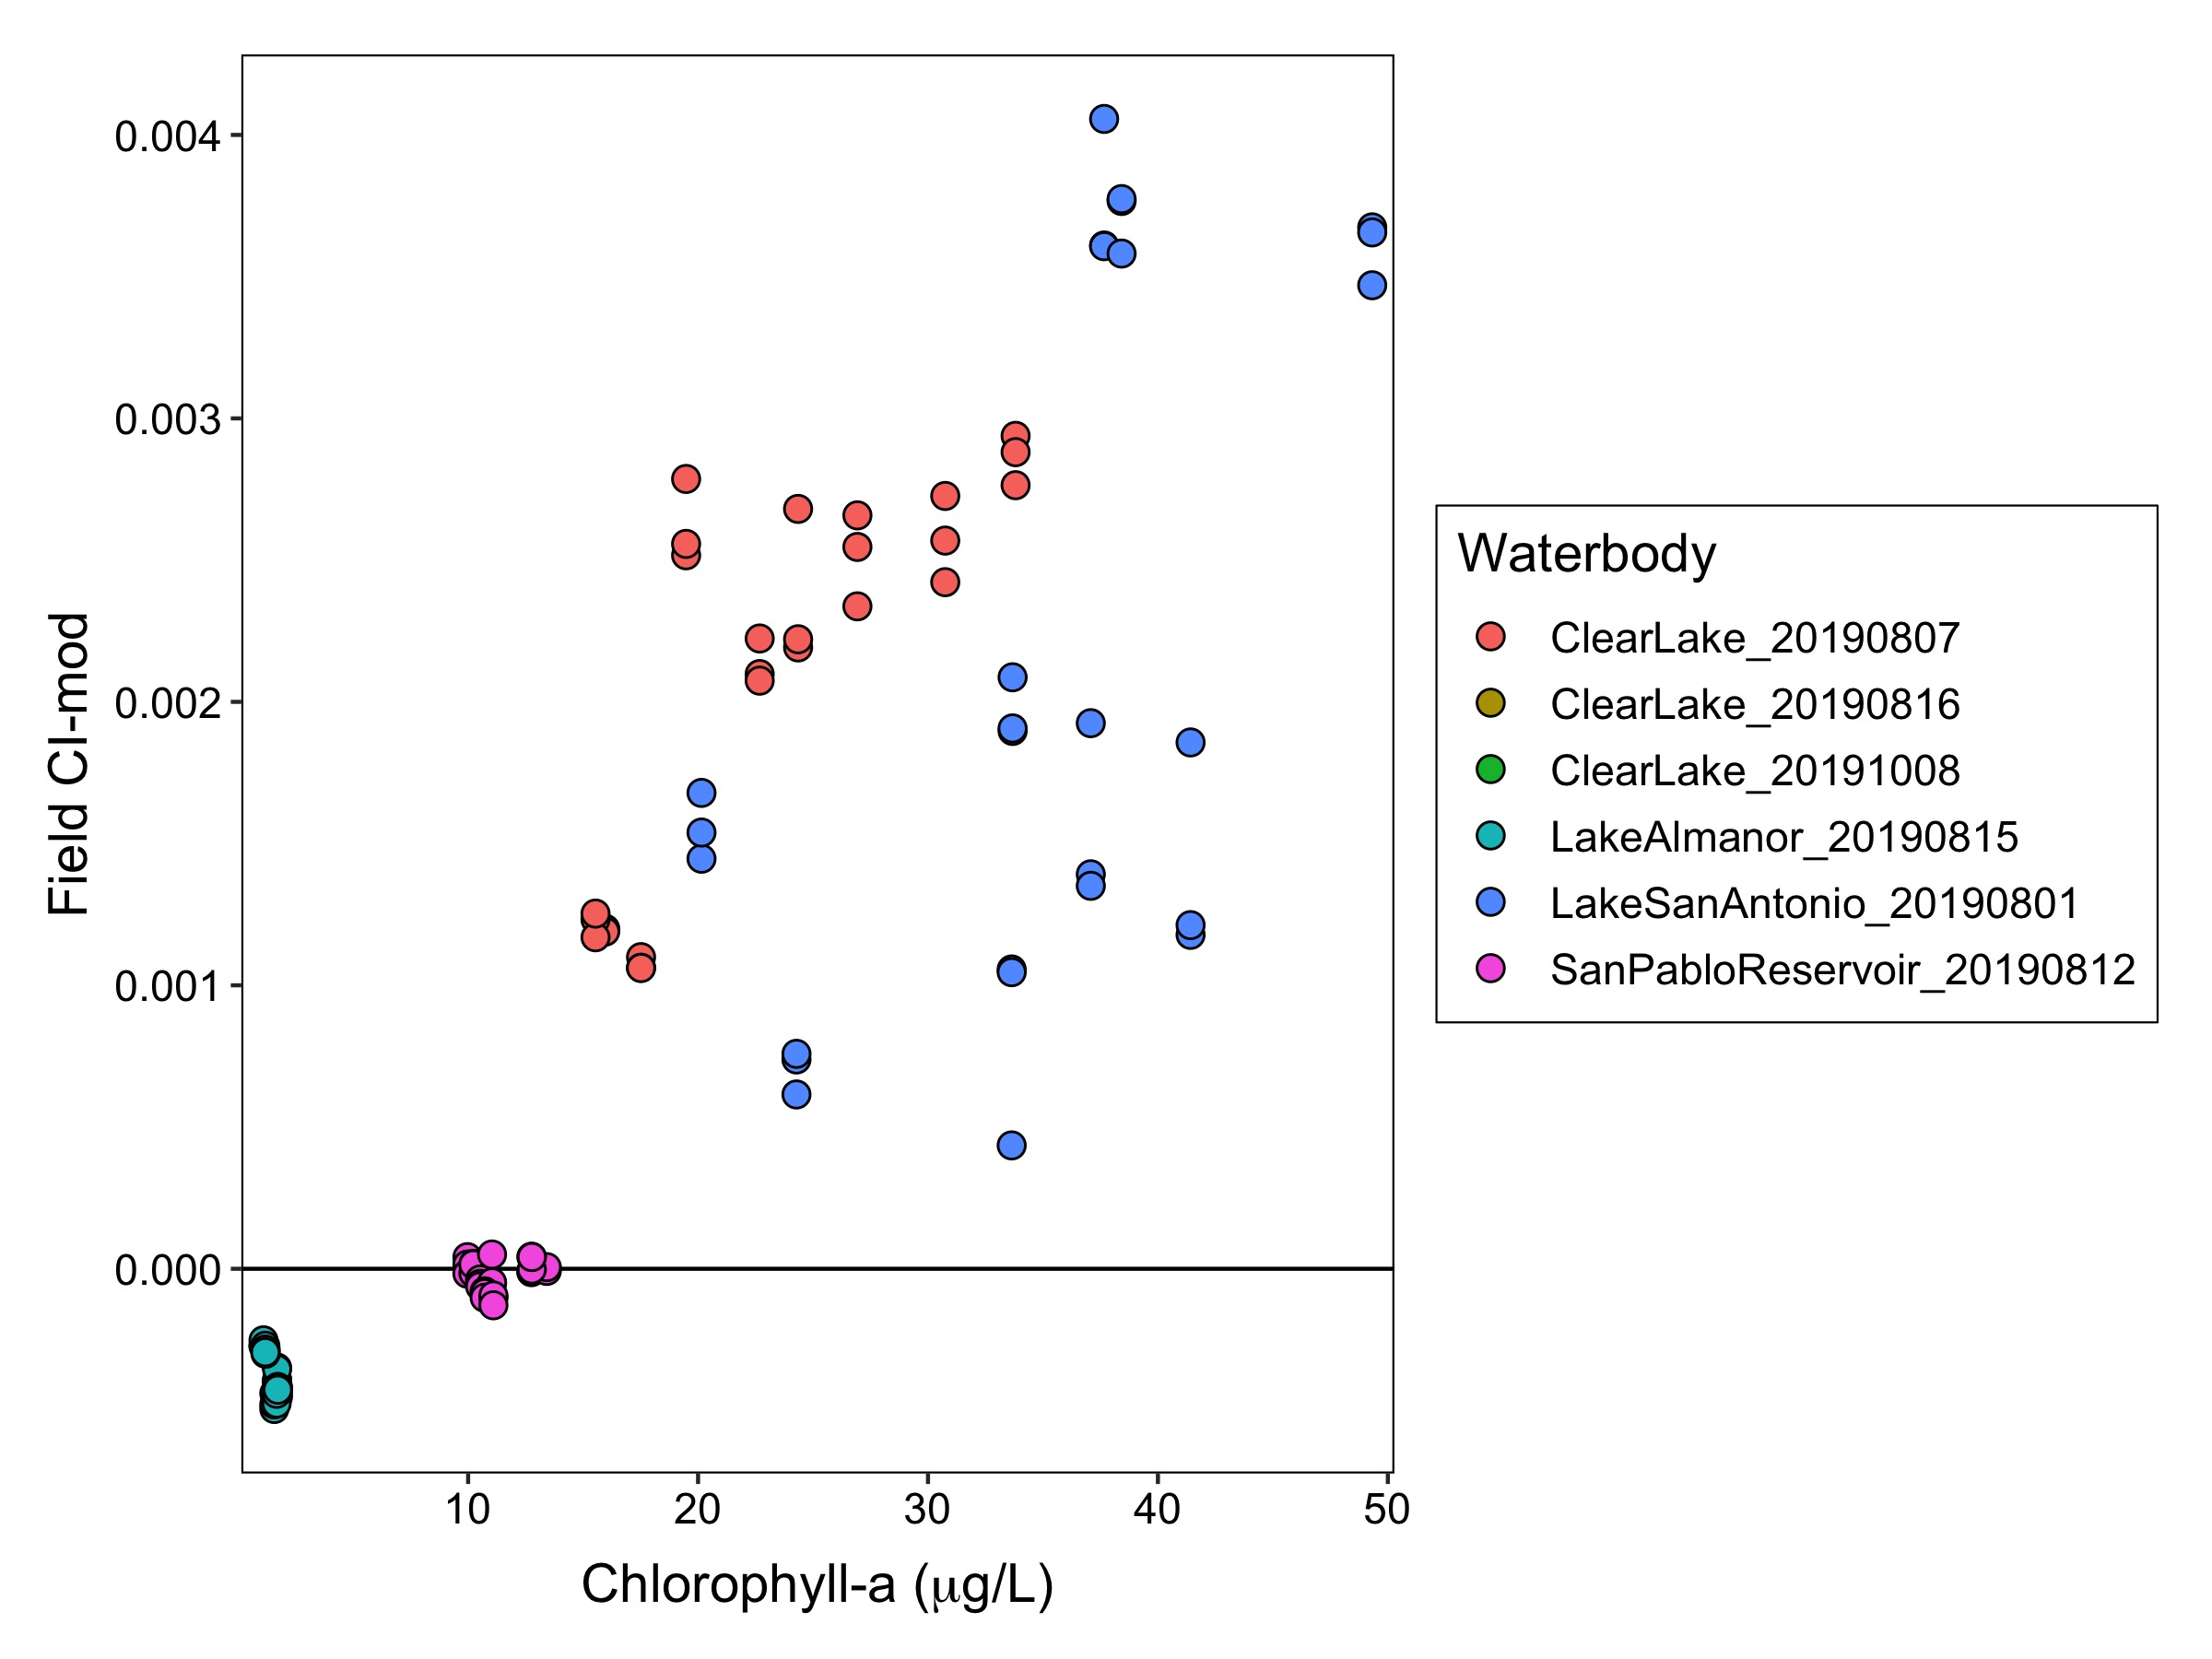 0.004
0.003
0.002
0.001
0.000
Field CI-mod
10 20 30 40 50
Chlorophyll-a (μg/L)
Waterbody
ClearLake_20190807
ClearLake_20190816
ClearLake_20191008
LakeAlmanor_20190815
LakeSanAntonio_20190801
SanPabloReservoir_20190812